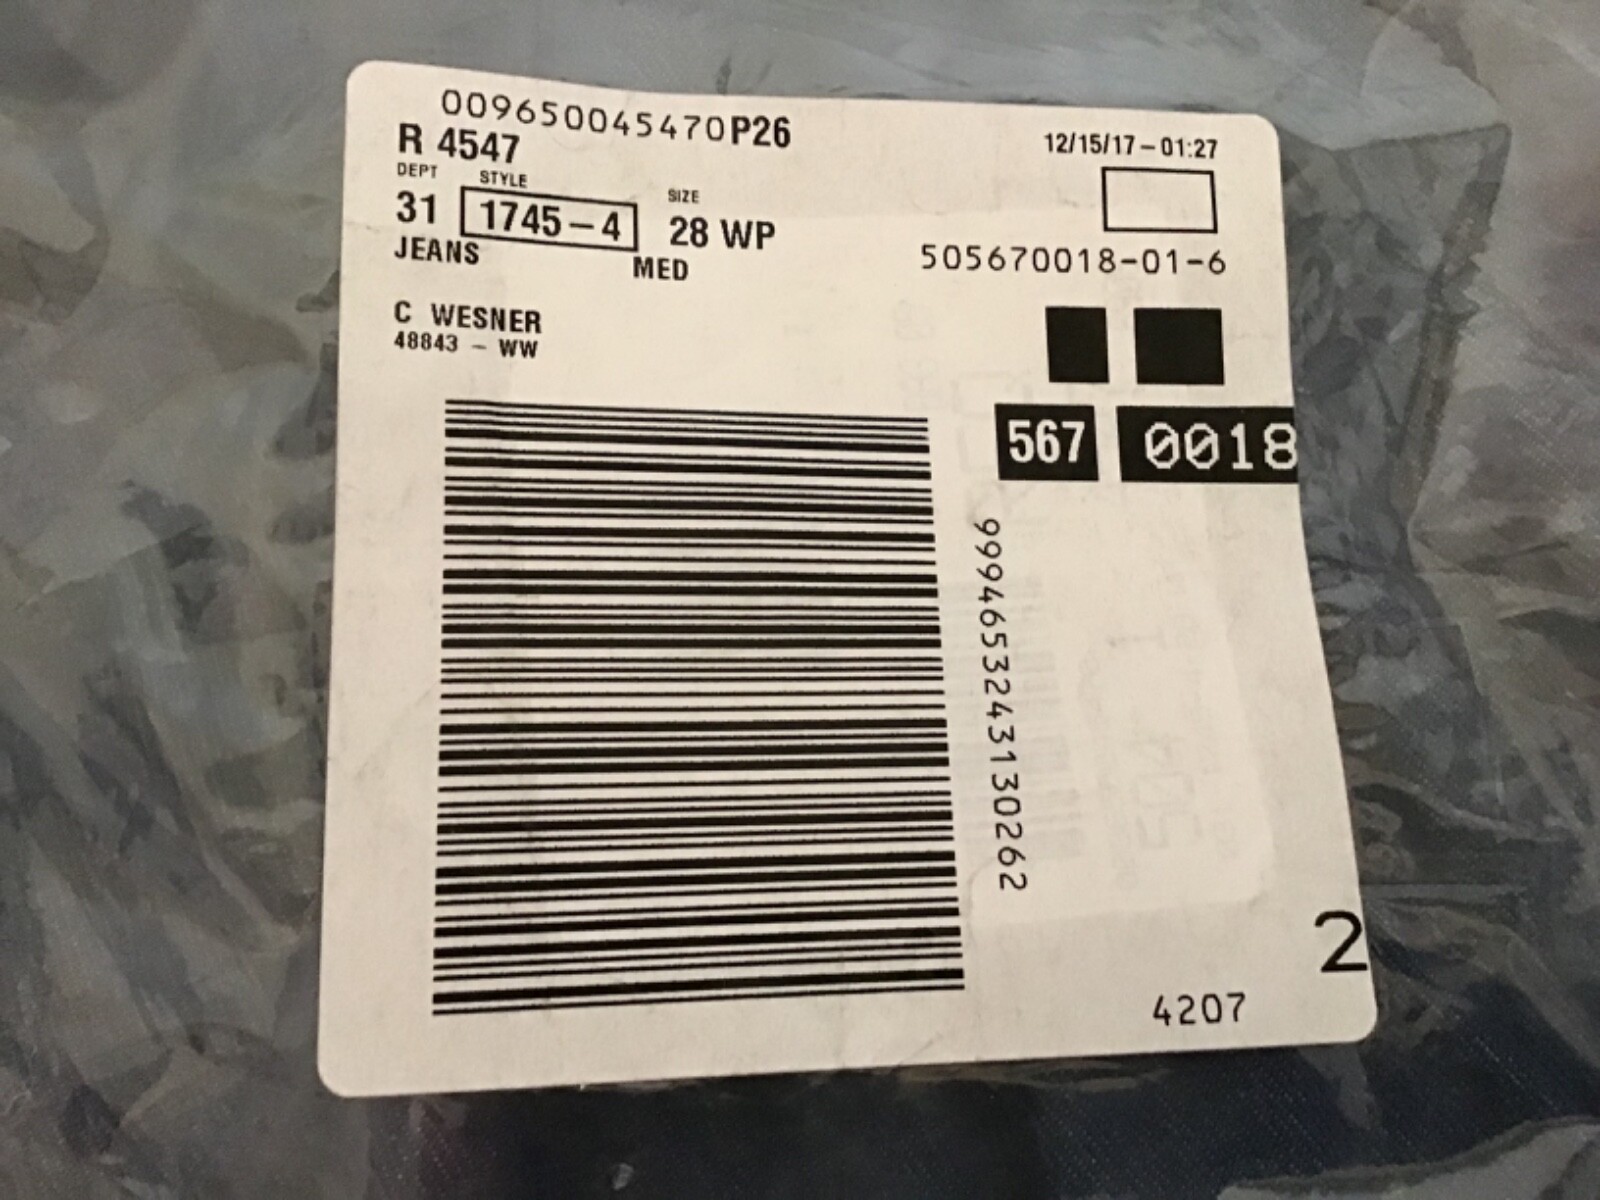 009650045470P26
R 4547
12/15/17-01:27
DEPT STYLE SIZE
31 1745-4 28 WP
JEANS MED
505670018-01-6
C WESNER
48843 - WW
567 0018
9994653243130262
2
4207